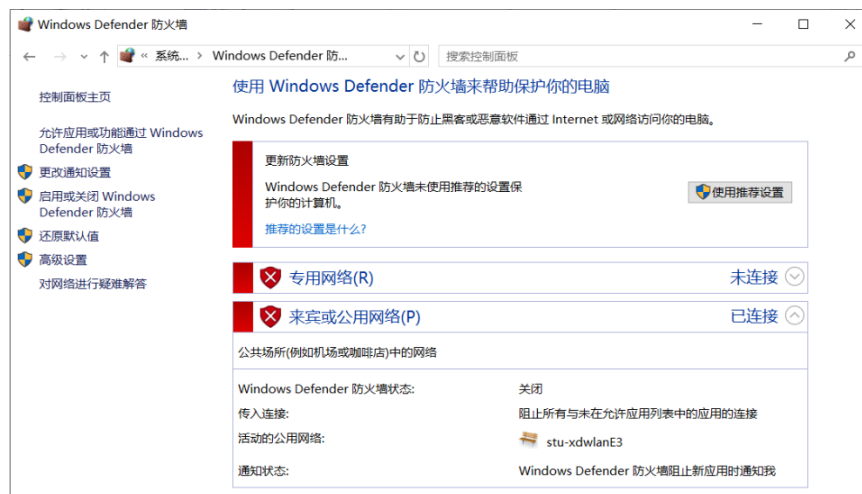 Windows Defender 防火墙
« 系统... > Windows Defender 防...
搜索控制面板
控制面板主页
允许应用或功能通过 Windows
Defender 防火墙
更改通知设置
启用或关闭 Windows
Defender 防火墙
还原默认值
高级设置
对网络进行疑难解答
使用 Windows Defender 防火墙来帮助保护你的电脑
Windows Defender 防火墙有助于防止黑客或恶意软件通过 Internet 或网络访问你的电脑。
更新防火墙设置
Windows Defender 防火墙未使用推荐的设置保
护你的计算机。
使用推荐设置
推荐的设置是什么?
专用网络(R) 未连接
来宾或公用网络(P) 已连接
公共场所(例如机场或咖啡店)中的网络
Windows Defender 防火墙状态: 关闭
传入连接: 阻止所有与未在允许应用列表中的应用的连接
活动的公用网络: stu-xdwlanE3
通知状态: Windows Defender 防火墙阻止新应用时通知我